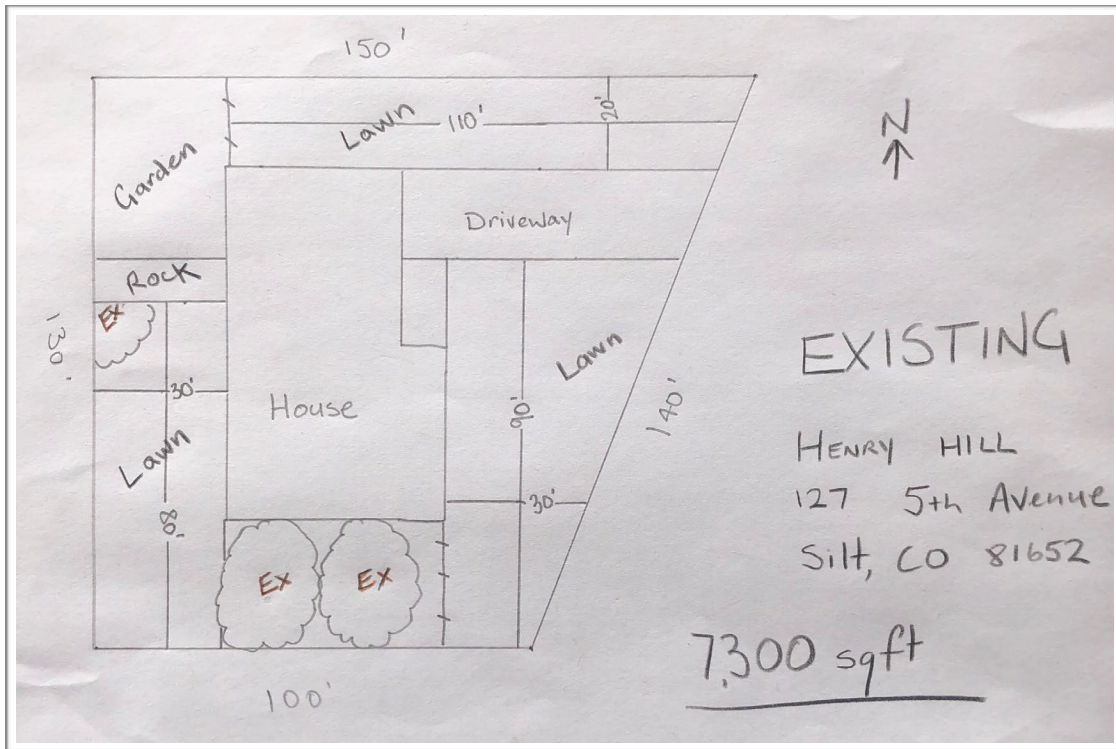 150'
Lawn
110'
20'
N
Garden
Driveway
Rock
Ex
130'
30'
House
Lawn
90'
Lawn
140'
80'
30'
Ex
Ex
100'
EXISTING
HENRY HILL
127 5th Avenue
Silt, CO 81652
7,300 sqft